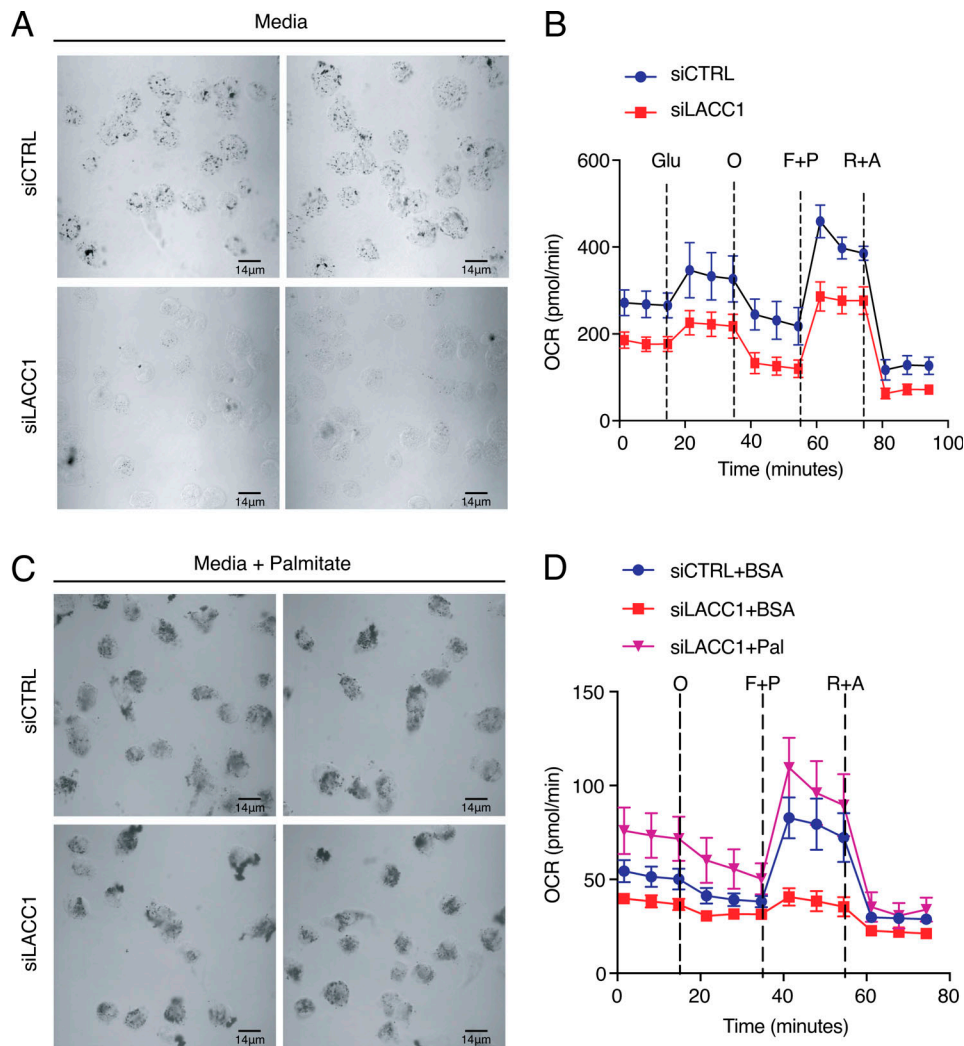 A
Media
siCTRL
14µm
14µm
siLACC1
14µm
14µm
B
siCTRL
siLACC1
Glu O F+P R+A
600
400
200
0
OCR (pmol/min)
0 20 40 60 80 100
Time (minutes)
C
Media + Palmitate
siCTRL
14µm
14µm
siLACC1
14µm
14µm
D
siCTRL+BSA
siLACC1+BSA
siLACC1+Pal
O F+P R+A
150
100
50
0
OCR (pmol/min)
0 20 40 60 80
Time (minutes)